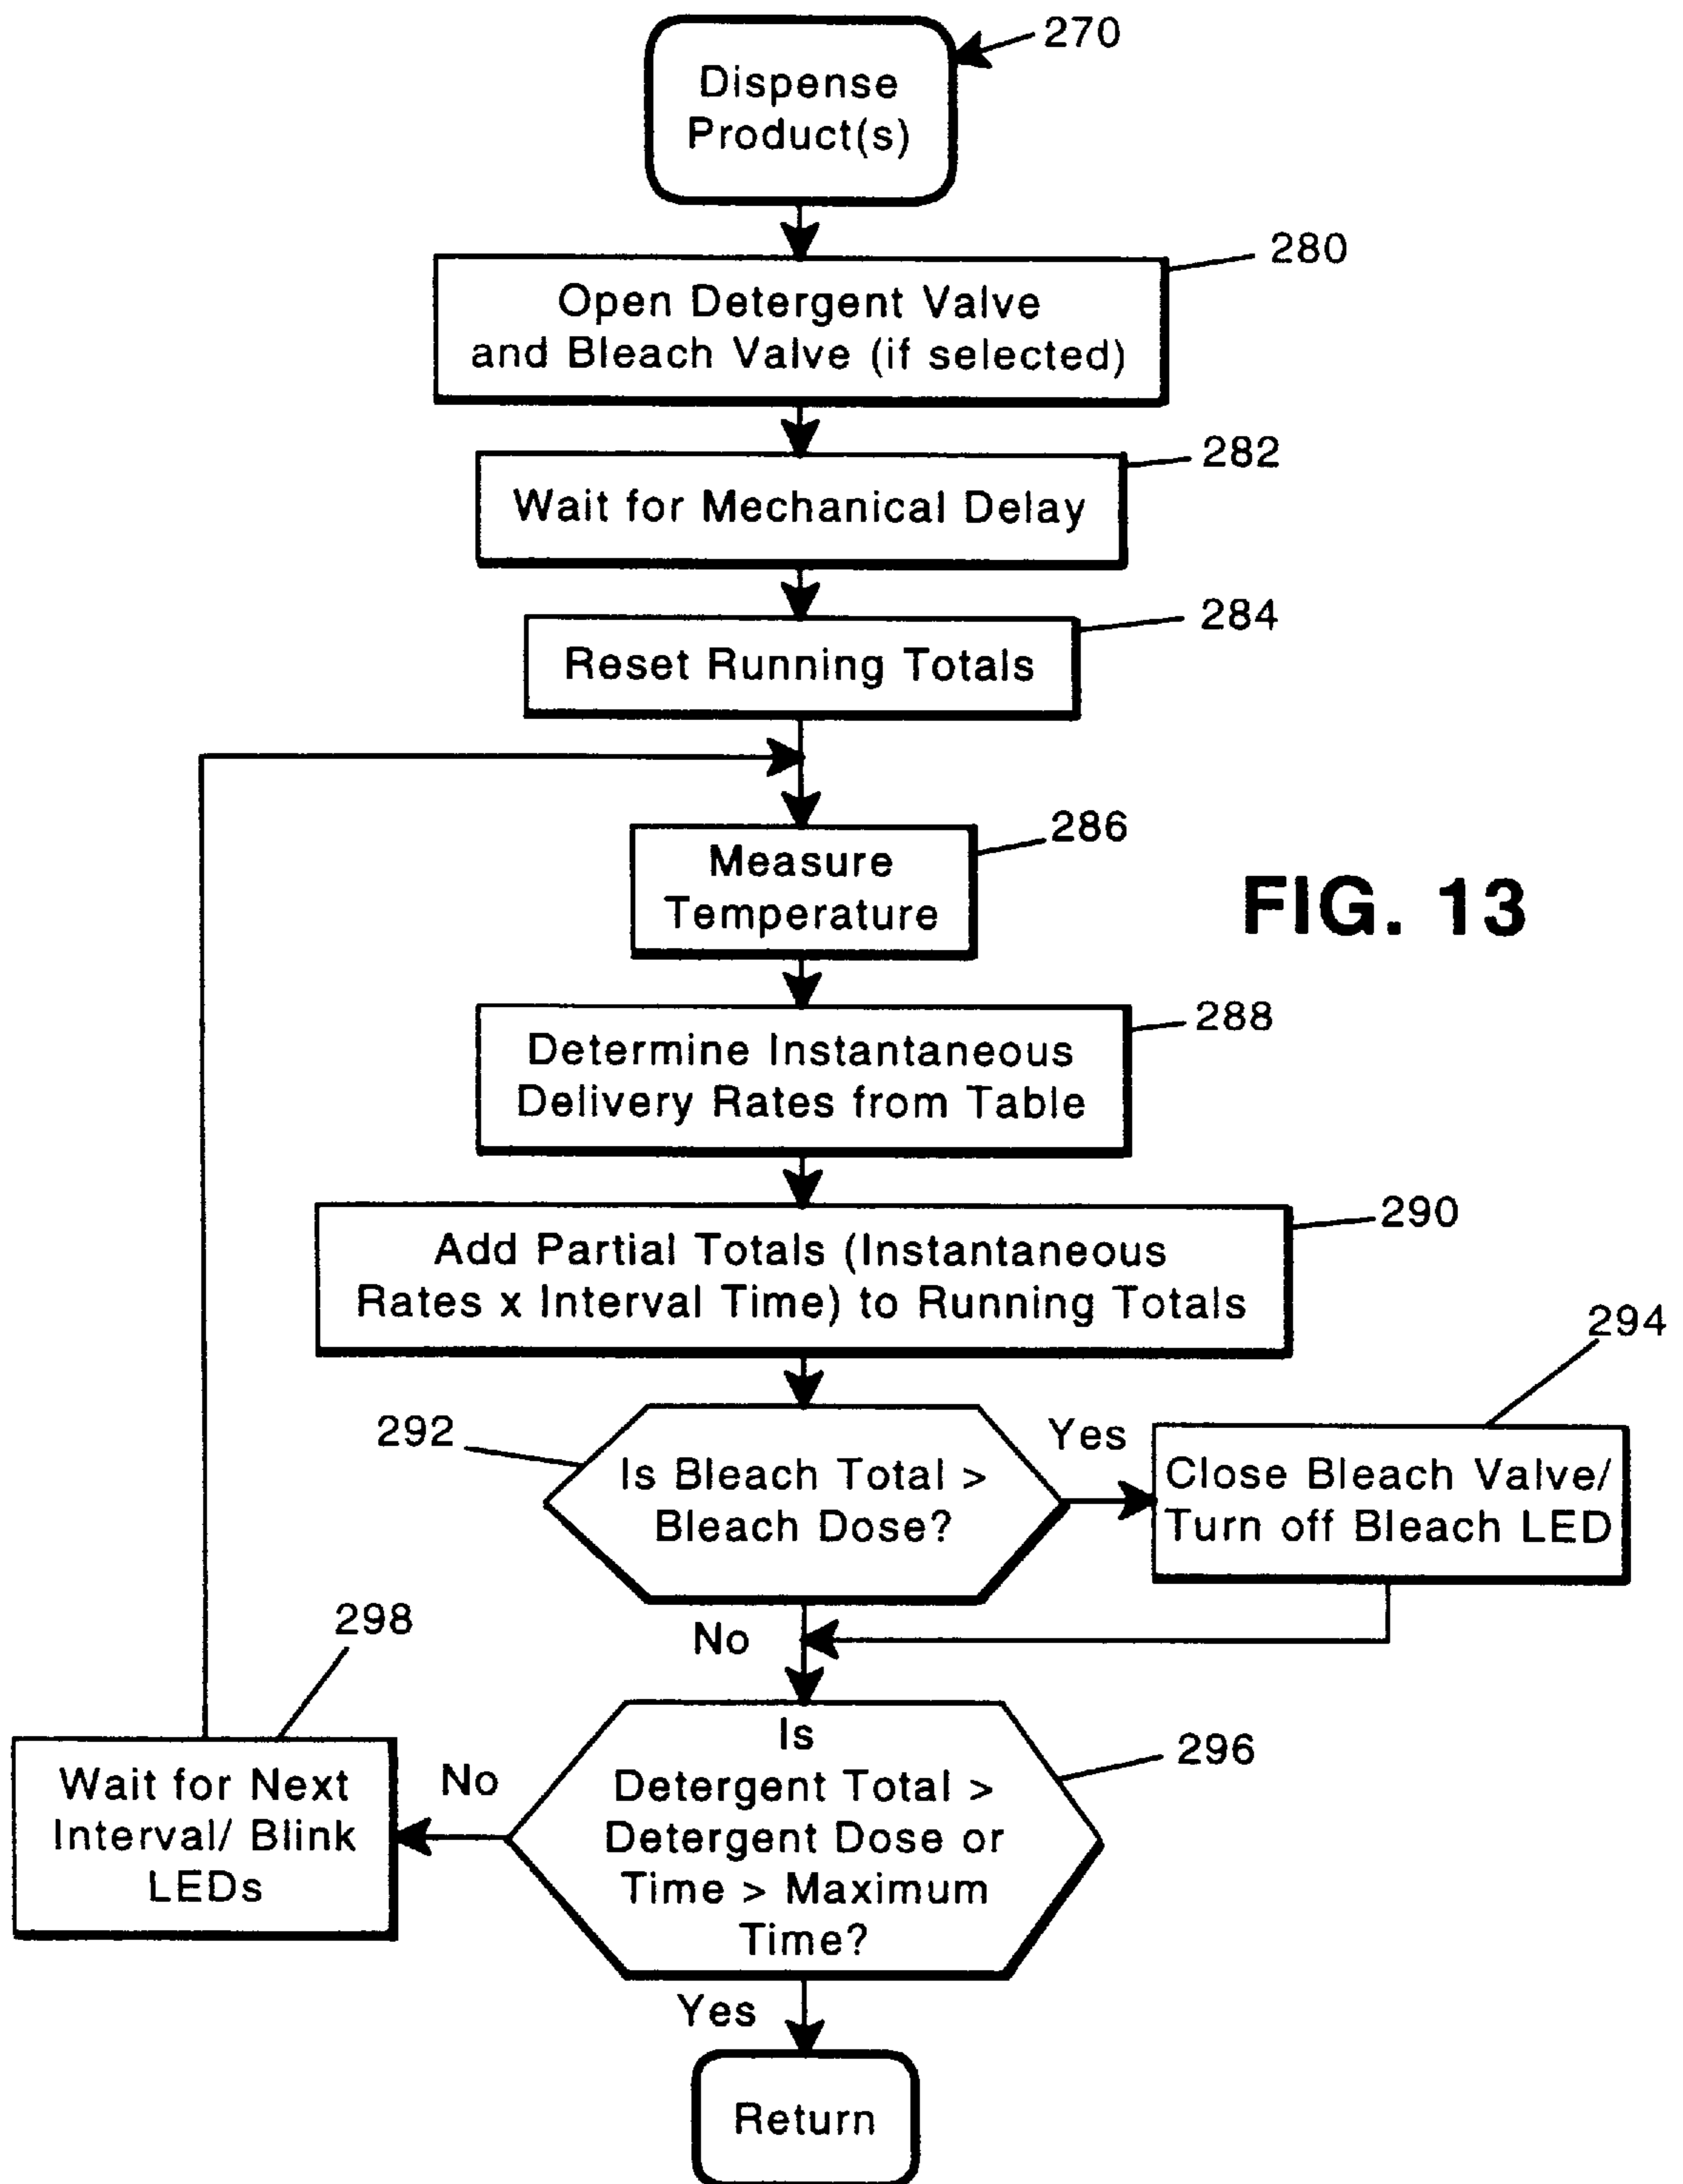 270
Dispense
Product(s)
280
Open Detergent Valve
and Bleach Valve (if selected)
282
Wait for Mechanical Delay
284
Reset Running Totals
286
Measure
Temperature
FIG. 13
288
Determine Instantaneous
Delivery Rates from Table
290
Add Partial Totals (Instantaneous
Rates x Interval Time) to Running Totals
294
292
Yes
Is Bleach Total >
Bleach Dose?
Close Bleach Valve/
Turn off Bleach LED
No
298
296
Is
Detergent Total >
Detergent Dose or
Time > Maximum
Time?
No
Wait for Next
Interval/ Blink
LEDs
Yes
Return